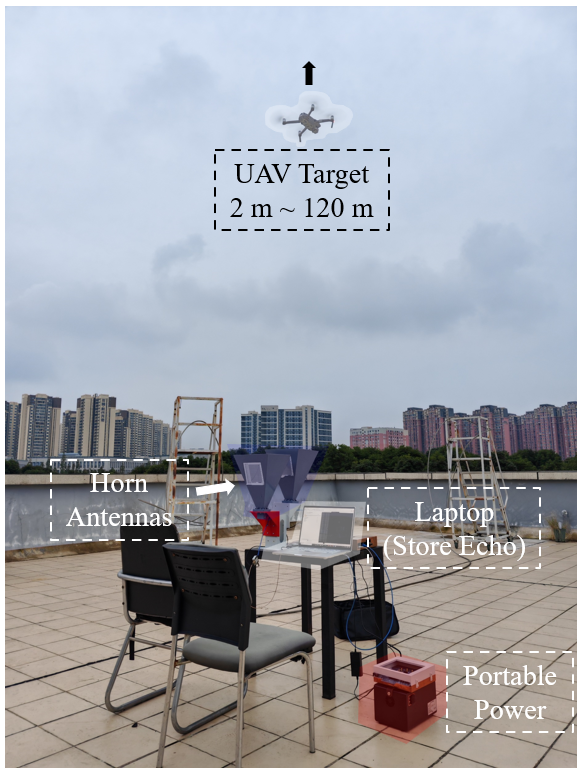 UAV Target
2 m ~ 120 m
Horn
Antennas
Laptop
(Store Echo)
Portable
Power